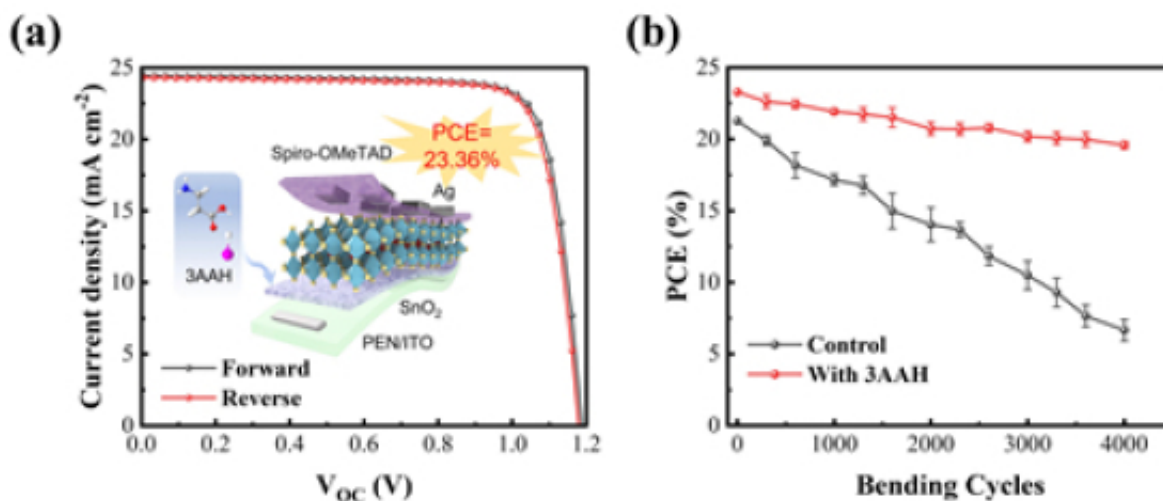 (a)
25
20
15
10
5
0
Current density (mA cm⁻²)
PCE=
23.36%
Spiro-OMeTAD
Ag
3AAH
SnO₂
PEN/ITO
Forward
Reverse
0.0 0.2 0.4 0.6 0.8 1.0 1.2
V_OC (V)
(b)
25
20
15
10
5
0
PCE (%)
Control
With 3AAH
0 1000 2000 3000 4000
Bending Cycles